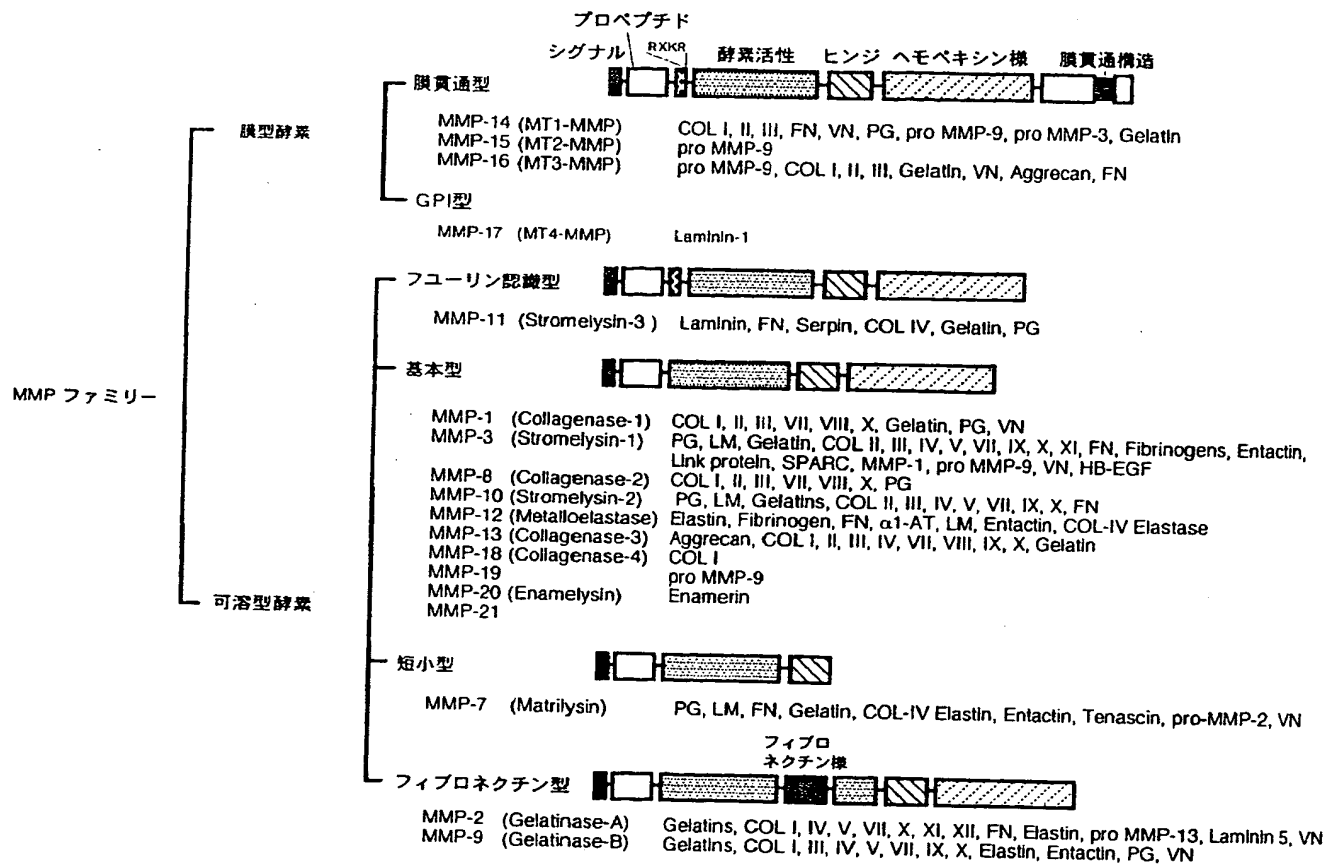 プロペプチド
シグナル RXKR 酵素活性 ヒンジ ヘモペキシン様 膜貫通構造
膜貫通型
膜型酵素
MMP-14 (MT1-MMP) COL I, II, III, FN, VN, PG, pro MMP-9, pro MMP-3, Gelatin
MMP-15 (MT2-MMP) pro MMP-9
MMP-16 (MT3-MMP) pro MMP-9, COL I, II, III, Gelatin, VN, Aggrecan, FN
GPI型
MMP-17 (MT4-MMP) Laminin-1
フューリン認識型
MMP-11 (Stromelysin-3 ) Laminin, FN, Serpin, COL IV, Gelatin, PG
基本型
MMP ファミリー
MMP-1 (Collagenase-1) COL I, II, III, VII, VIII, X, Gelatin, PG, VN
MMP-3 (Stromelysin-1) PG, LM, Gelatin, COL II, III, IV, V, VII, IX, X, XI, FN, Fibrinogens, Entactin,
Link protein, SPARC, MMP-1, pro MMP-9, VN, HB-EGF
MMP-8 (Collagenase-2) COL I, II, III, VII, VIII, X, PG
MMP-10 (Stromelysin-2) PG, LM, Gelatins, COL II, III, IV, V, VII, IX, X, FN
MMP-12 (Metalloelastase) Elastin, Fibrinogen, FN, α1-AT, LM, Entactin, COL-IV Elastase
MMP-13 (Collagenase-3) Aggrecan, COL I, II, III, IV, VII, VIII, IX, X, Gelatin
MMP-18 (Collagenase-4) COL I
MMP-19 pro MMP-9
MMP-20 (Enamelysin) Enamerin
可溶型酵素
MMP-21
短小型
MMP-7 (Matrilysin) PG, LM, FN, Gelatin, COL-IV Elastin, Entactin, Tenascin, pro-MMP-2, VN
フィブロ
ネクチン様
フィブロネクチン型
MMP-2 (Gelatinase-A) Gelatins, COL I, IV, V, VII, X, XI, XII, FN, Elastin, pro MMP-13, Laminin 5, VN
MMP-9 (Gelatinase-B) Gelatins, COL I, III, IV, V, VII, IX, X, Elastin, Entactin, PG, VN